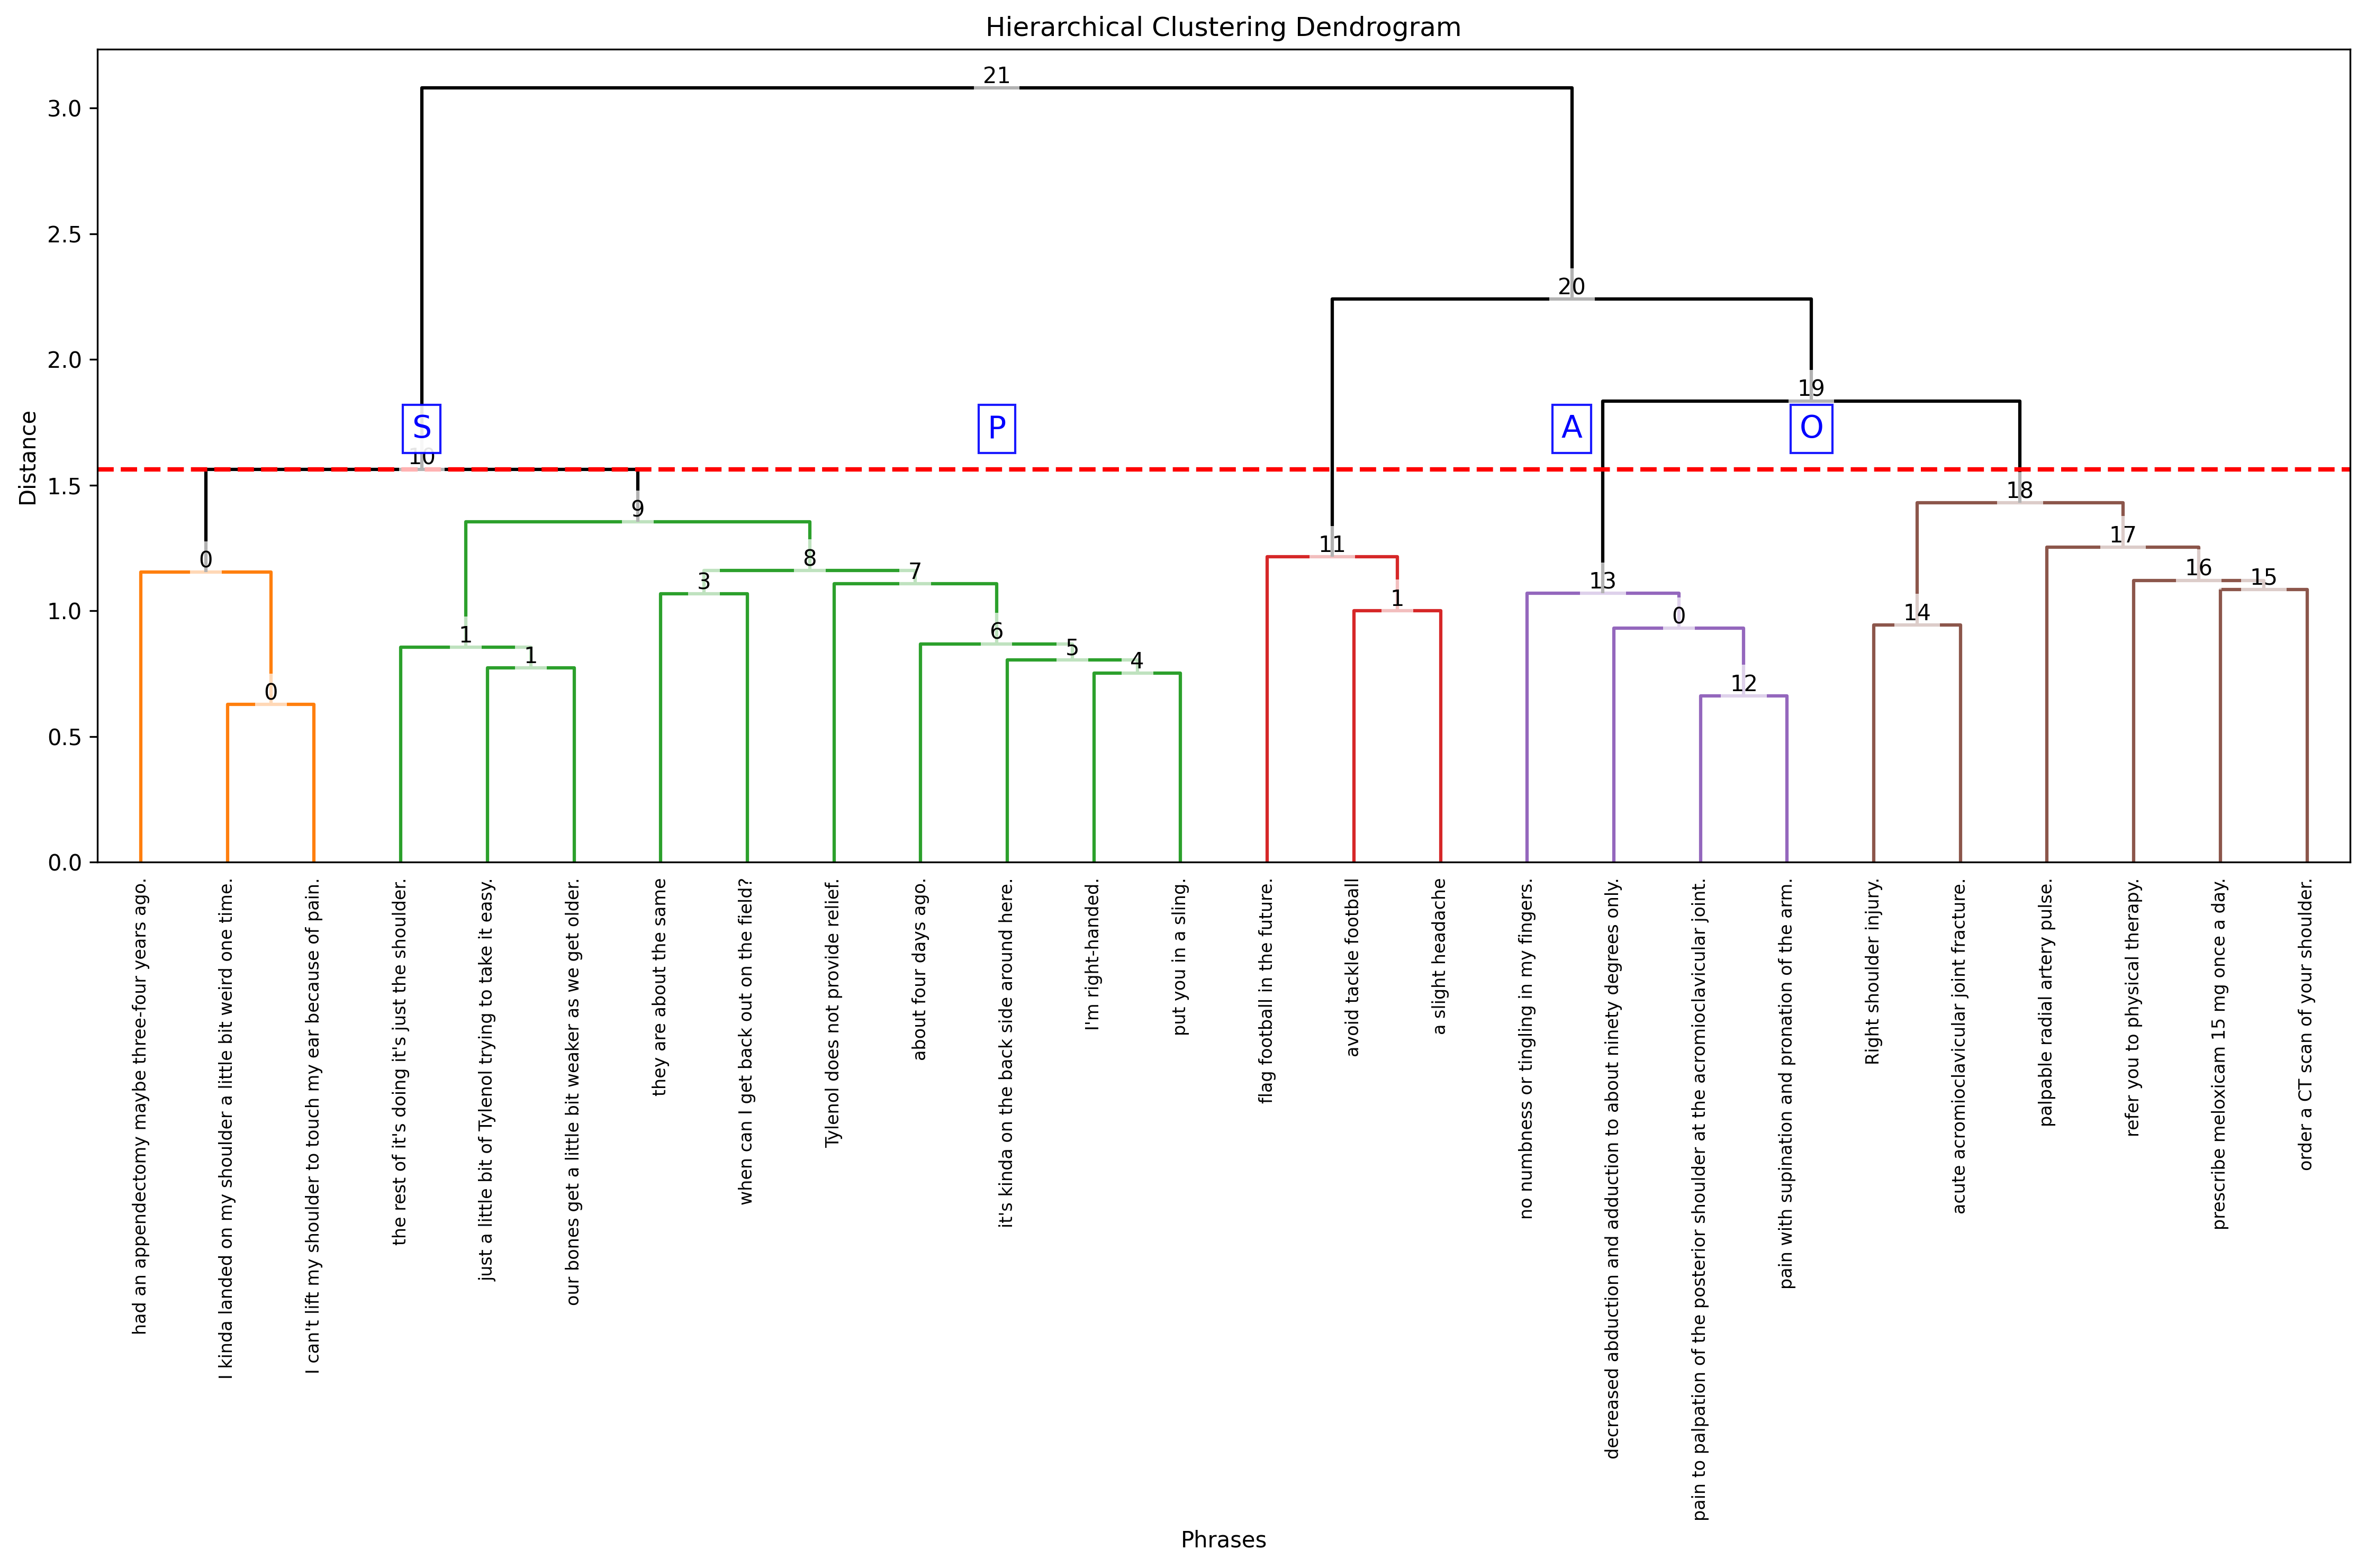 Hierarchical Clustering Dendrogram
21
3.0
2.5
20
2.0
19
S
P
A
O
10
Distance
1.5
18
9
17
11
8
0
7
16
15
13
3
1.0
1
14
0
6
1
5
1
4
12
0
0.5
0.0
had an appendectomy maybe three-four years ago.
I kinda landed on my shoulder a little bit weird one time.
I can't lift my shoulder to touch my ear because of pain.
the rest of it's doing it's just the shoulder.
just a little bit of Tylenol trying to take it easy.
our bones get a little bit weaker as we get older.
they are about the same
when can I get back out on the field?
Tylenol does not provide relief.
about four days ago.
it's kinda on the back side around here.
I'm right-handed.
put you in a sling.
flag football in the future.
avoid tackle football
a slight headache
no numbness or tingling in my fingers.
decreased abduction and adduction to about ninety degrees only.
pain to palpation of the posterior shoulder at the acromioclavicular joint.
pain with supination and pronation of the arm.
Right shoulder injury.
acute acromioclavicular joint fracture.
palpable radial artery pulse.
refer you to physical therapy.
prescribe meloxicam 15 mg once a day.
order a CT scan of your shoulder.
Phrases